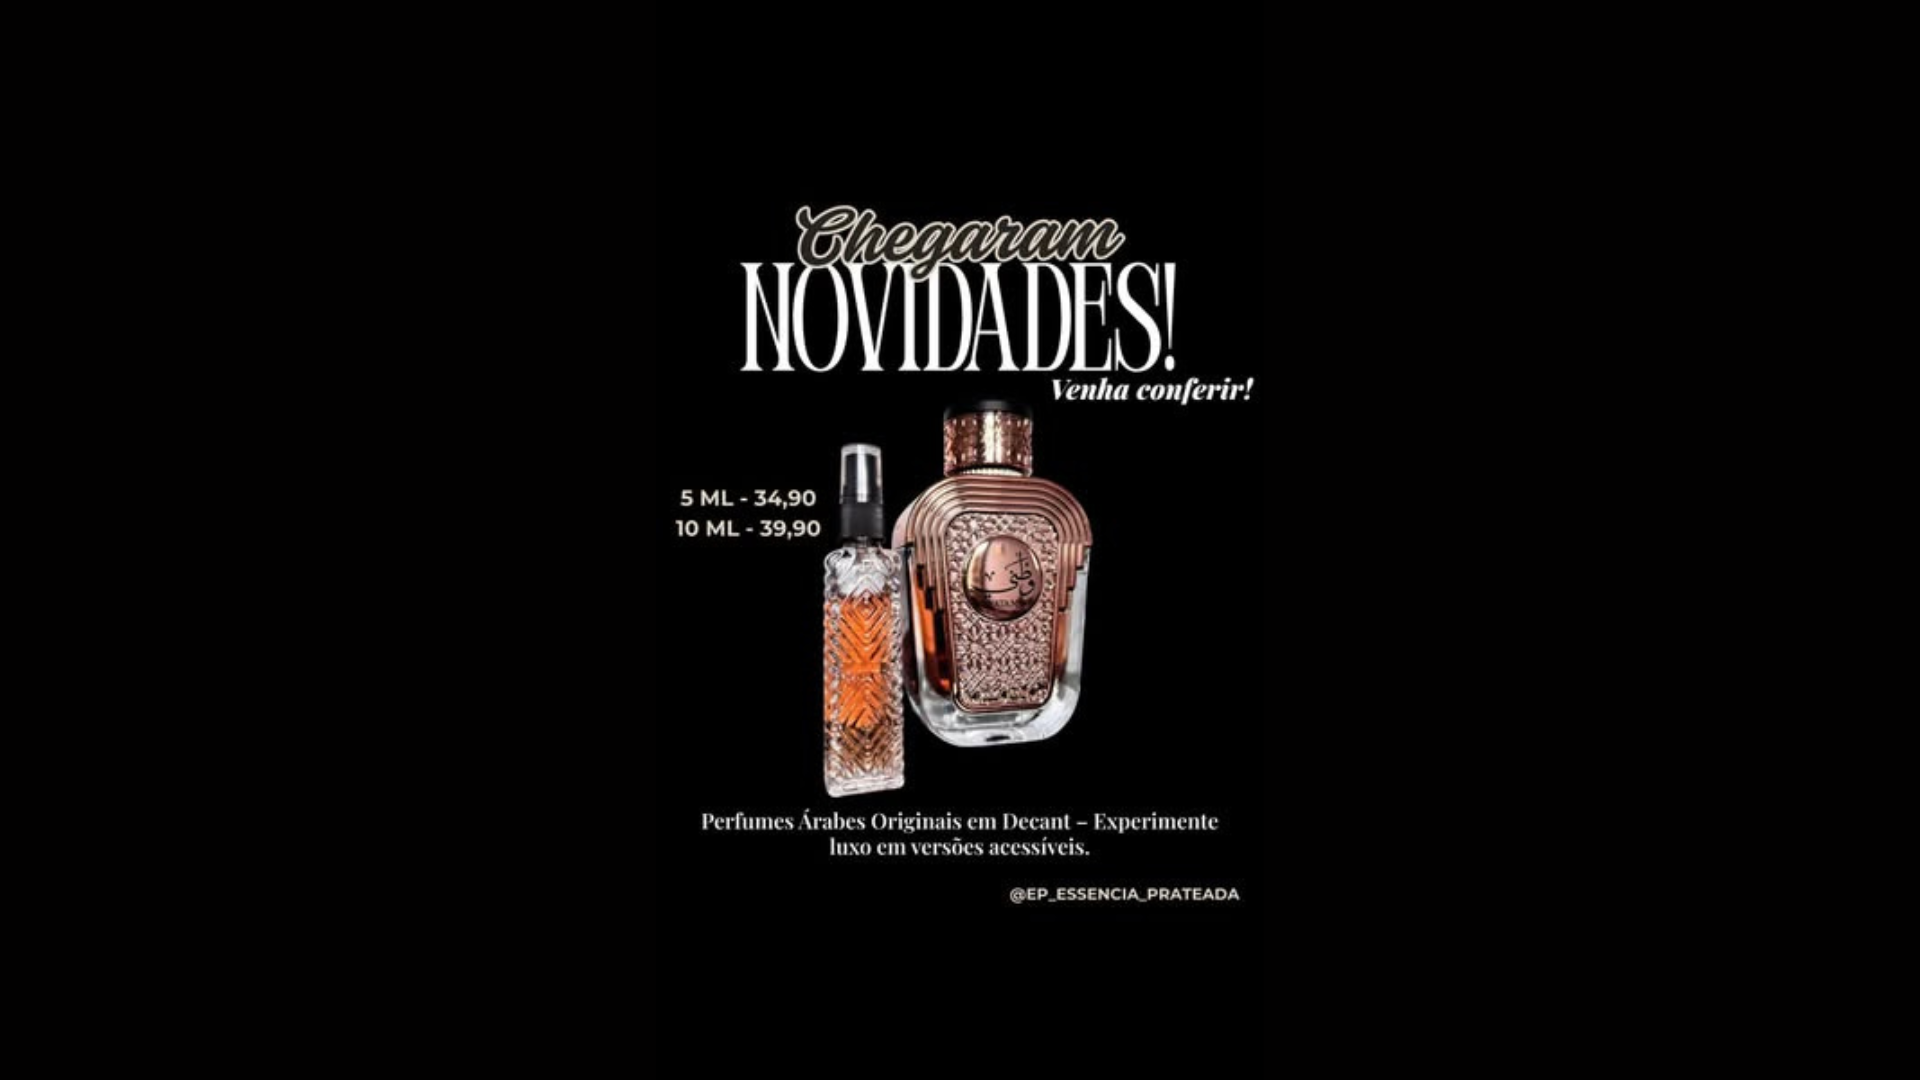 Chegaram
NOVIDADES!
Venha conferir!
5 ML - 34,90
10 ML - 39,90
Perfumes Árabes Originais em Decant – Experimente
luxo em versões acessíveis.
@EP_ESSENCIA_PRATEADA